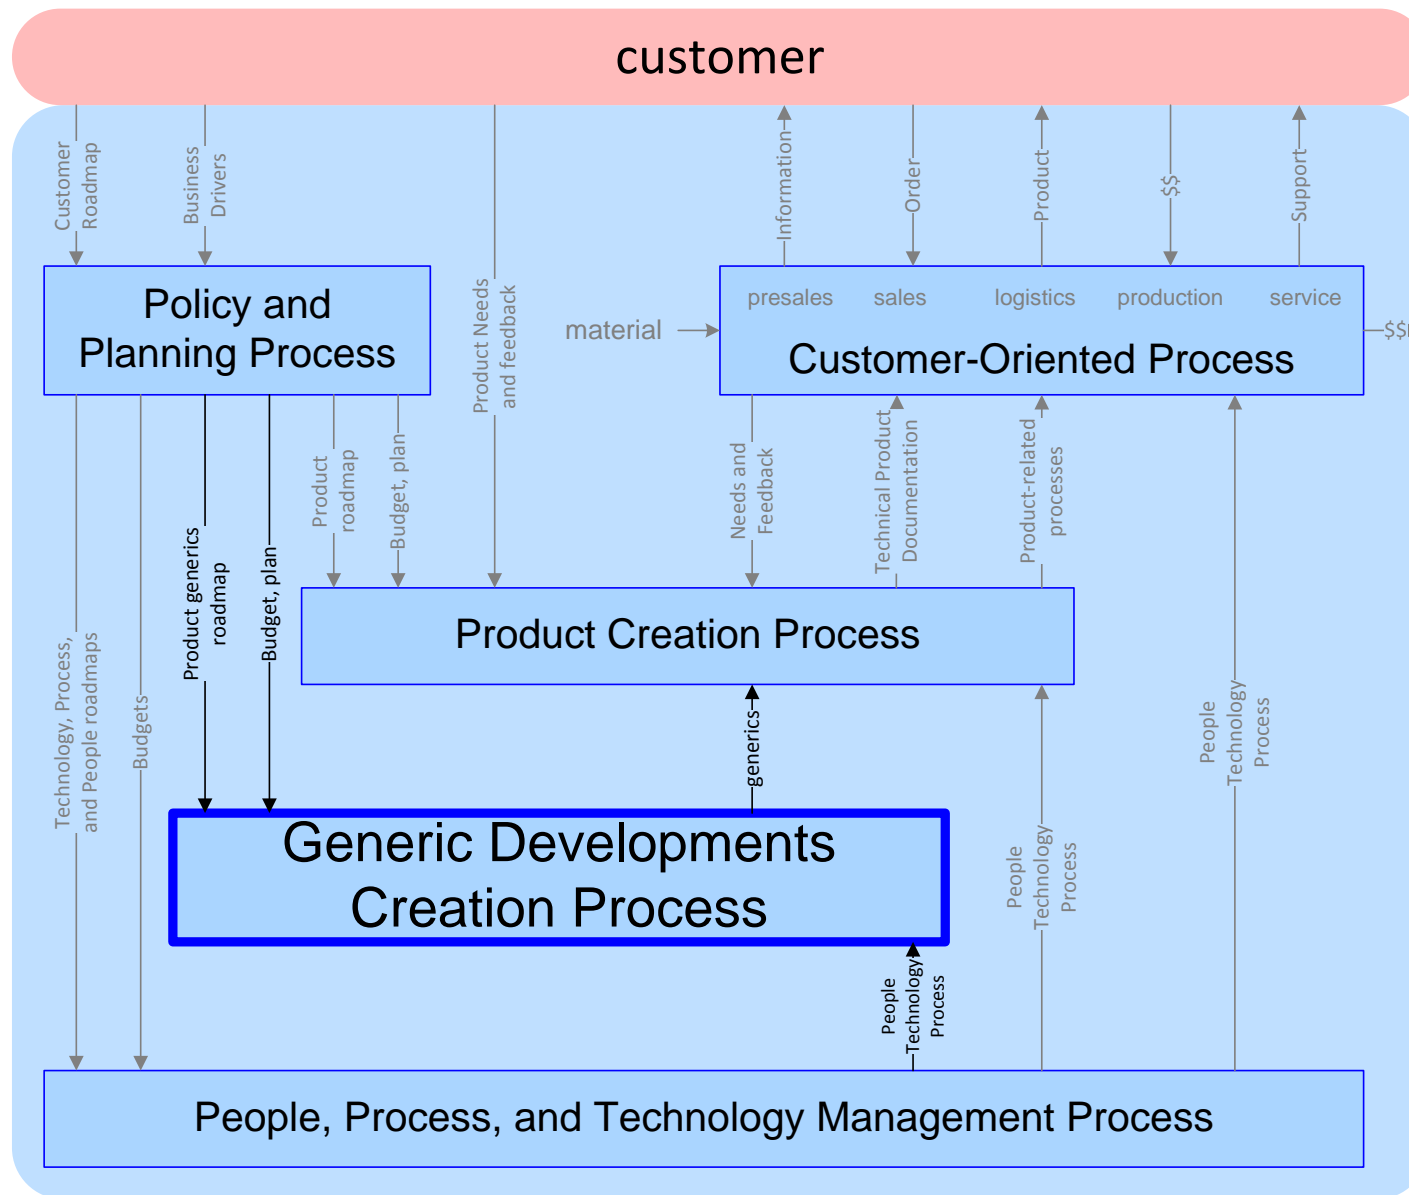 customer
Customer
Roadmap
Business
Drivers
Product Needs
and feedback
Information
Order
Product
$$
Support
Policy and
Planning Process
material
presales
sales
logistics
production
service
Customer-Oriented Process
Product
roadmap
Budget, plan
Needs and
Feedback
Technical Product
Documentation
Product-related
processes
Product generics
roadmap
Budget, plan
Product Creation Process
Technology, Process,
and People roadmaps
Budgets
generics
People
Technology
Process
People
Technology
Process
Generic Developments
Creation Process
People
Technology
Process
People, Process, and Technology Management Process